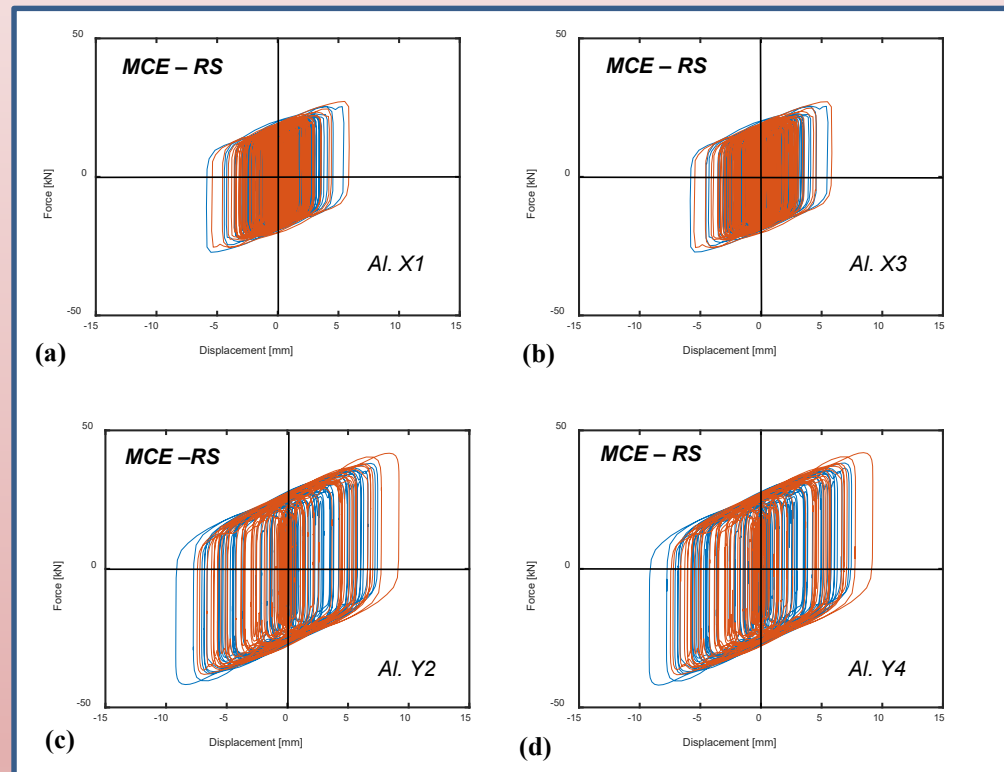 MCE – RS
50
0
-50
Force [kN]
Al. X1
-15 -10 -5 0 5 10 15
Displacement [mm]
(a)
MCE – RS
50
0
-50
Force [kN]
Al. X3
-15 -10 -5 0 5 10 15
Displacement [mm]
(b)
MCE –RS
50
0
-50
Force [kN]
Al. Y2
-15 -10 -5 0 5 10 15
Displacement [mm]
(c)
MCE – RS
50
0
-50
Force [kN]
Al. Y4
-15 -10 -5 0 5 10 15
Displacement [mm]
(d)